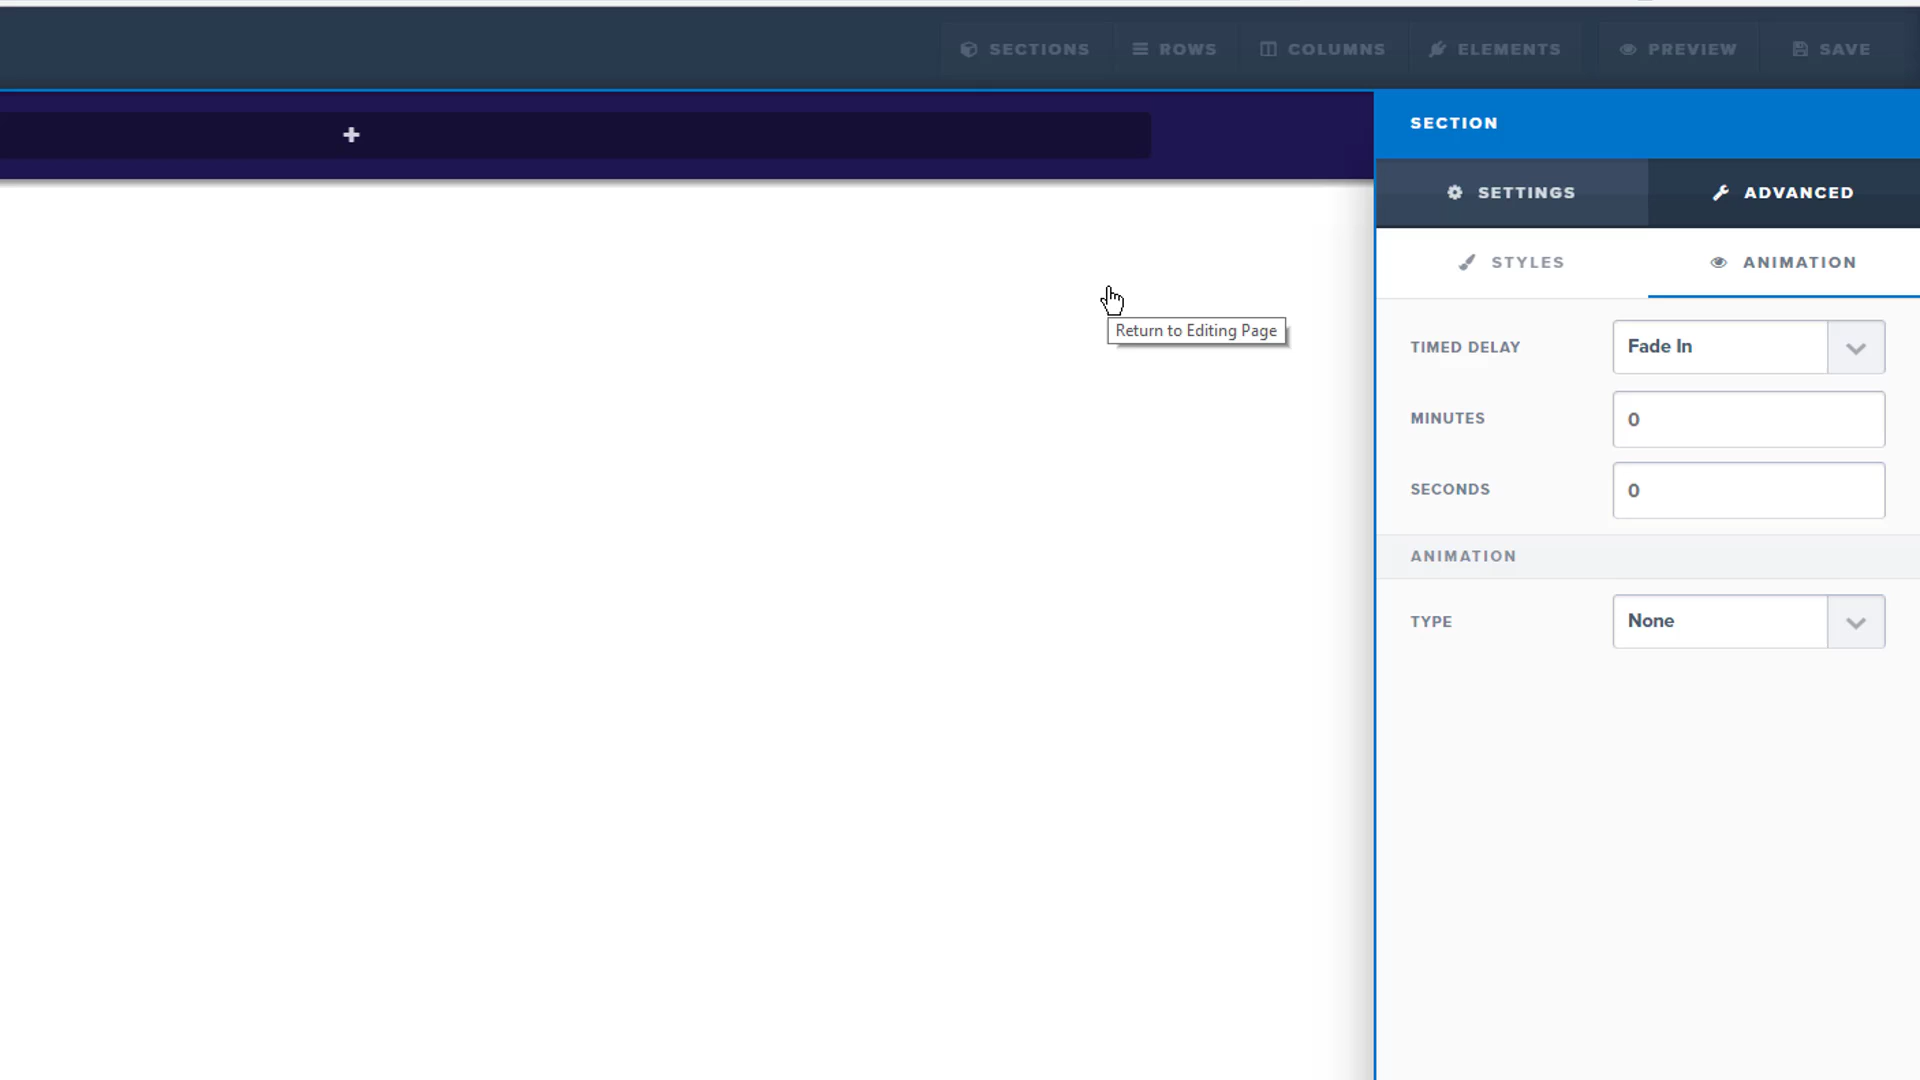 SECTIONS ROWS COLUMNS ELEMENTS PREVIEW SAVE
SECTION
SETTINGS ADVANCED
STYLES ANIMATION
Return to Editing Page
TIMED DELAY Fade In
MINUTES 0
SECONDS 0
ANIMATION
TYPE None